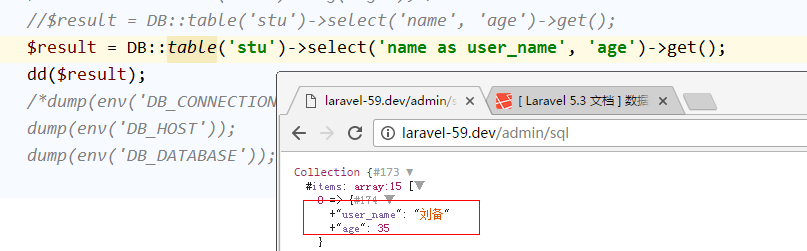 //$result = DB::table('stu')->select('name', 'age')->get();
$result = DB::table('stu')->select('name as user_name', 'age')->get();
dd($result);
/*dump(env('DB_CONNECTION
dump(env('DB_HOST'));
dump(env('DB_DATABASE'));
laravel-59.dev/admin/s
[ Laravel 5.3 文档 ] 数据
laravel-59.dev/admin/sql
Collection {#173 ▼
#items: array:15 [▼
0 => {#174 ▼
+"user_name": "刘备"
+"age": 35
}